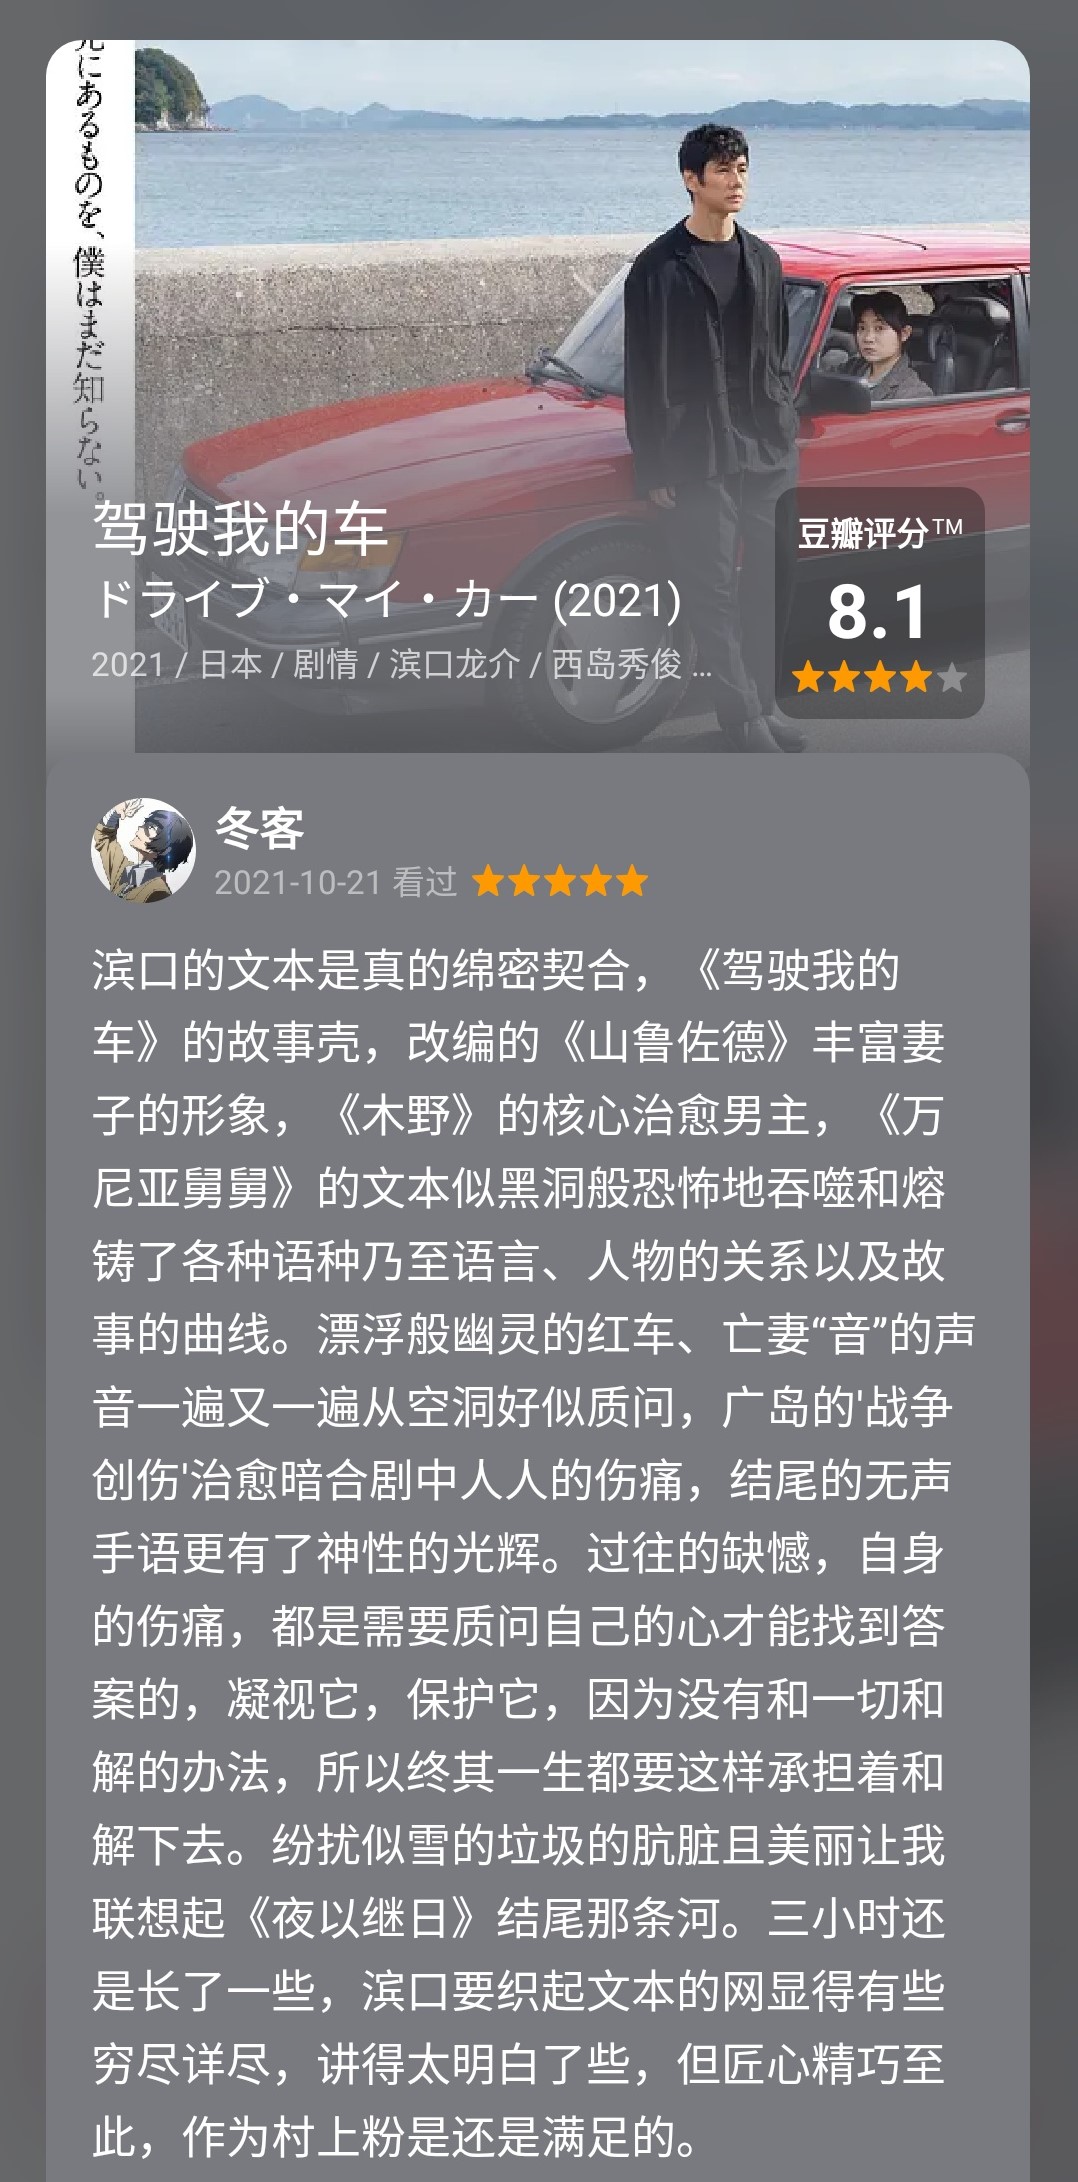 にあるものを、僕はまだ知らない。
驾驶我的车
ドライブ・マイ・カー (2021)
2021 / 日本 / 剧情 / 滨口龙介 / 西岛秀俊 ...
豆瓣评分™
8.1
冬客
2021-10-21 看过
滨口的文本是真的绵密契合，《驾驶我的
车》的故事壳，改编的《山鲁佐德》丰富妻
子的形象，《木野》的核心治愈男主，《万
尼亚舅舅》的文本似黑洞般恐怖地吞噬和熔
铸了各种语种乃至语言、人物的关系以及故
事的曲线。漂浮般幽灵的红车、亡妻“音”的声
音一遍又一遍从空洞好似质问，广岛的'战争
创伤'治愈暗合剧中人人的伤痛，结尾的无声
手语更有了神性的光辉。过往的缺憾，自身
的伤痛，都是需要质问自己的心才能找到答
案的，凝视它，保护它，因为没有和一切和
解的办法，所以终其一生都要这样承担着和
解下去。纷扰似雪的垃圾的肮脏且美丽让我
联想起《夜以继日》结尾那条河。三小时还
是长了一些，滨口要织起文本的网显得有些
穷尽详尽，讲得太明白了些，但匠心精巧至
此，作为村上粉是还是满足的。